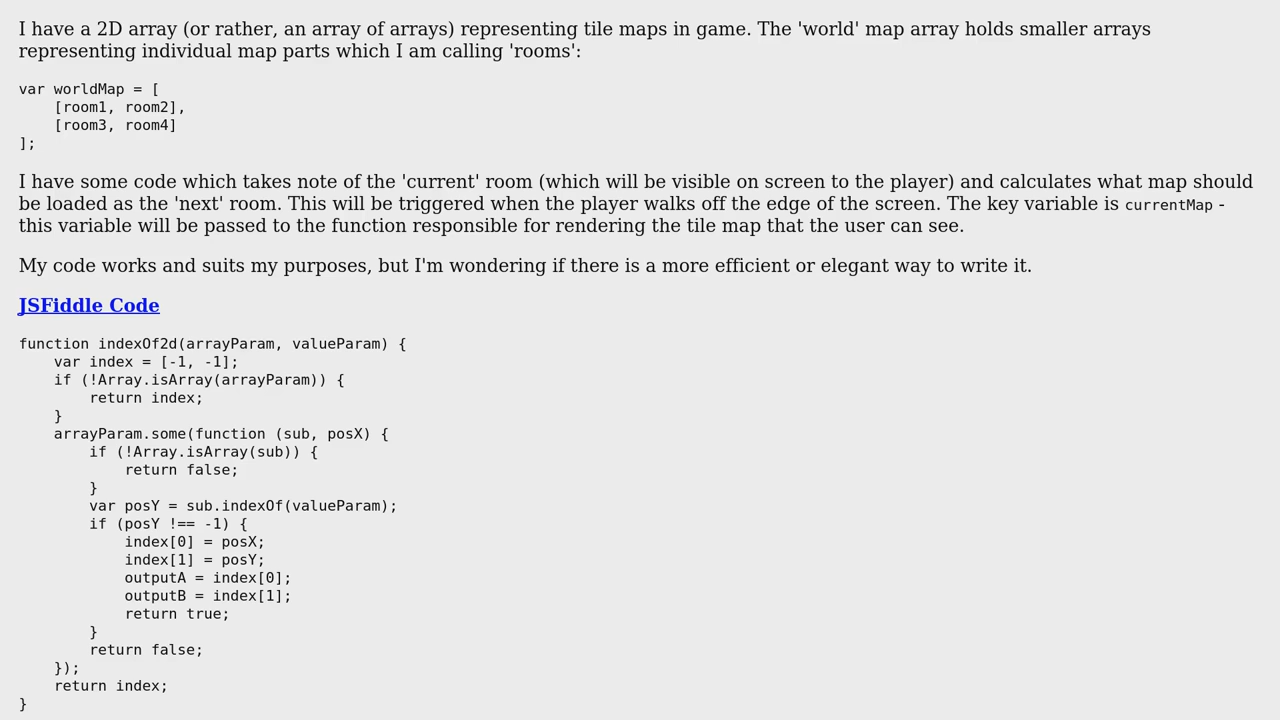 I have a 2D array (or rather, an array of arrays) representing tile maps in game. The 'world' map array holds smaller arrays
representing individual map parts which I am calling 'rooms':
var worldMap = [
    [room1, room2],
    [room3, room4]
];
I have some code which takes note of the 'current' room (which will be visible on screen to the player) and calculates what map should
be loaded as the 'next' room. This will be triggered when the player walks off the edge of the screen. The key variable is currentMap -
this variable will be passed to the function responsible for rendering the tile map that the user can see.
My code works and suits my purposes, but I'm wondering if there is a more efficient or elegant way to write it.
JSFiddle Code
function indexOf2d(arrayParam, valueParam) {
    var index = [-1, -1];
    if (!Array.isArray(arrayParam)) {
        return index;
    }
    arrayParam.some(function (sub, posX) {
        if (!Array.isArray(sub)) {
            return false;
        }
        var posY = sub.indexOf(valueParam);
        if (posY !== -1) {
            index[0] = posX;
            index[1] = posY;
            outputA = index[0];
            outputB = index[1];
            return true;
        }
        return false;
    });
    return index;
}